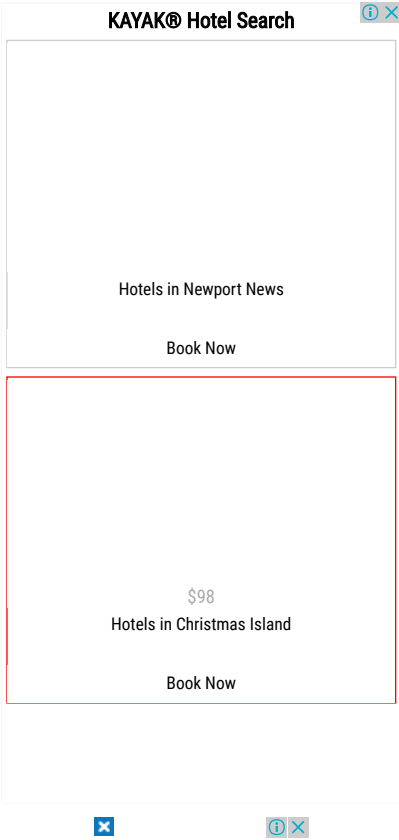 KAYAK® Hotel Search
Hotels in Newport News
Book Now
$98
Hotels in Christmas Island
Book Now